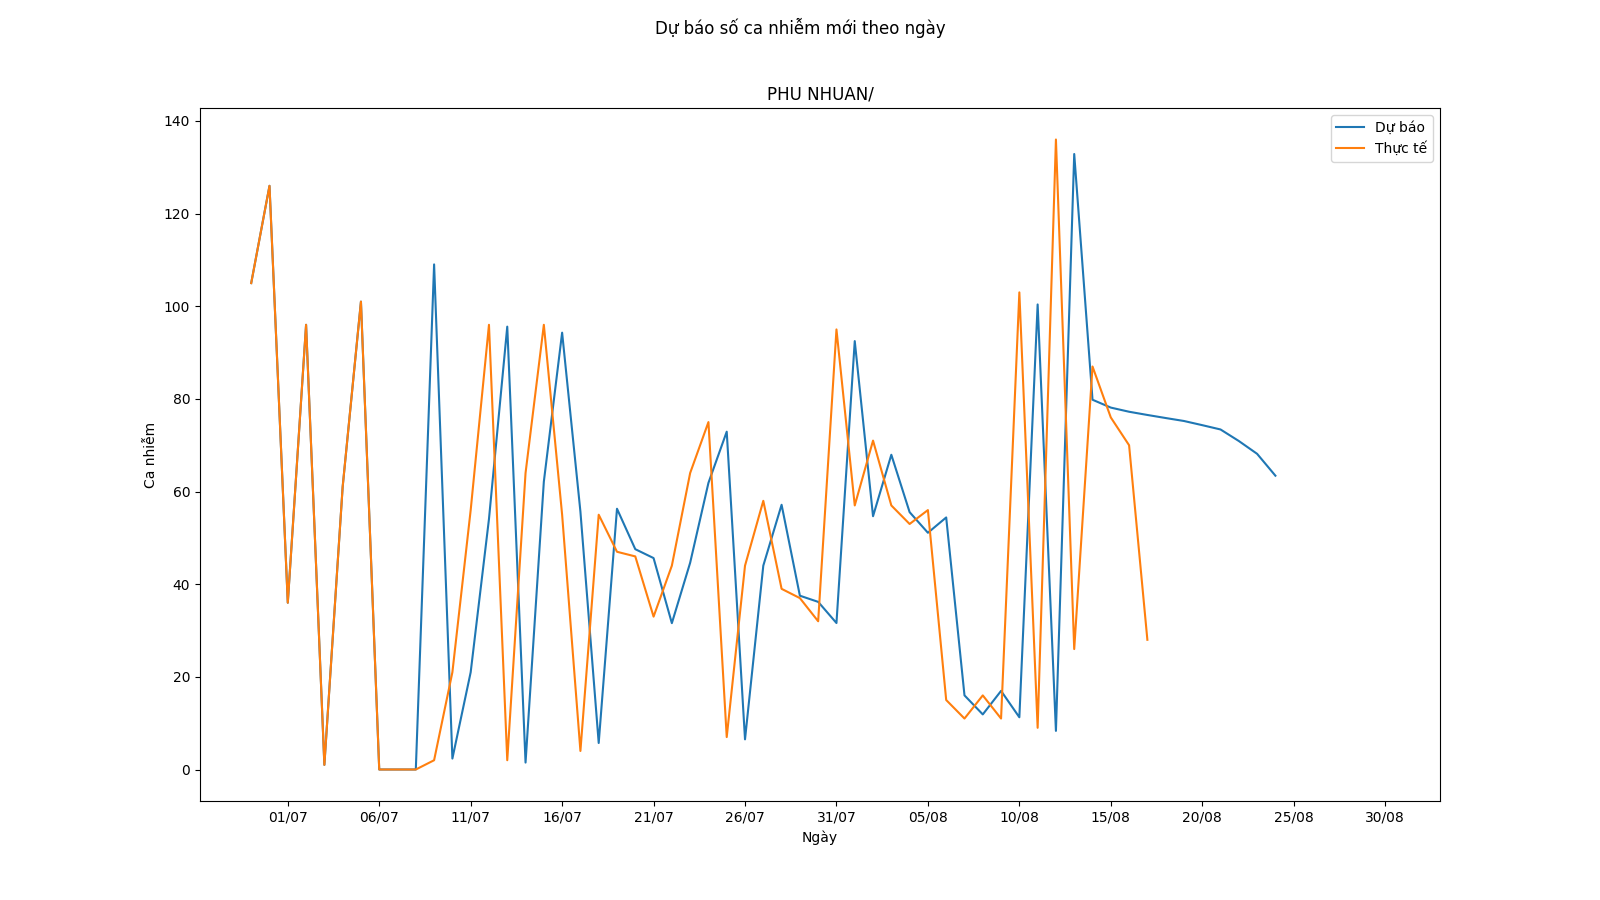 Dự báo số ca nhiễm mới theo ngày
PHU NHUAN/
Dự báo
Thực tế
140
120
100
80
60
40
20
0
Ca nhiễm
01/07 06/07 11/07 16/07 21/07 26/07 31/07 05/08 10/08 15/08 20/08 25/08 30/08
Ngày